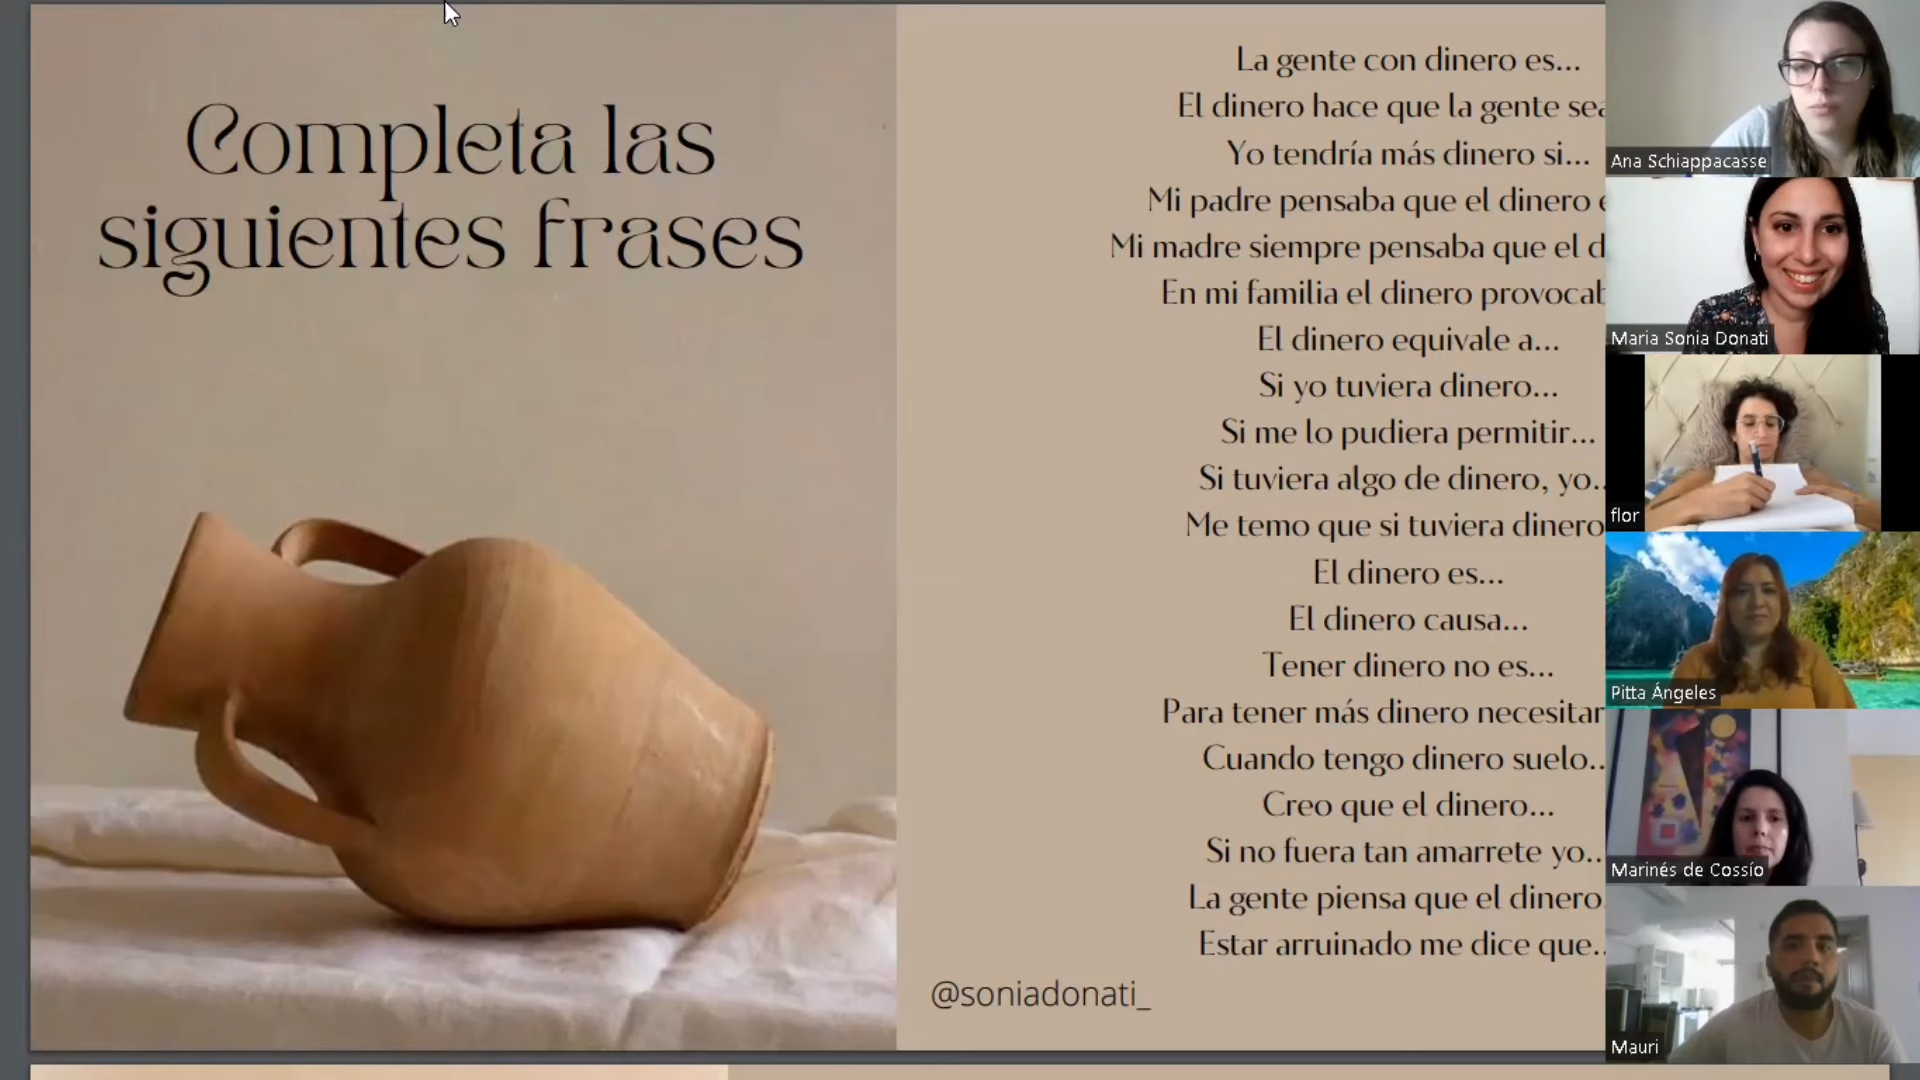 Completa las
siguientes frases
La gente con dinero es...
El dinero hace que la gente sea
Yo tendría más dinero si...
Mi padre pensaba que el dinero
Mi madre siempre pensaba que el
En mi familia el dinero
El dinero equivale a...
Si yo tuviera dinero...
Si me lo pudiera permitir...
Si tuviera algo de dinero, yo..
Me temo que si tuviera dinero
El dinero es...
El dinero causa...
Tener dinero no es...
Para tener más dinero
Cuando tengo dinero suelo..
Creo que el dinero...
Si no fuera tan amarrete yo..
La gente piensa que el dinero.
Estar arruinado me dice que..
@soniadonati_
Ana Schiappacasse
Maria Sonia Donati
flor
Pitta Ángeles
Marinés de Cossío
Mauri